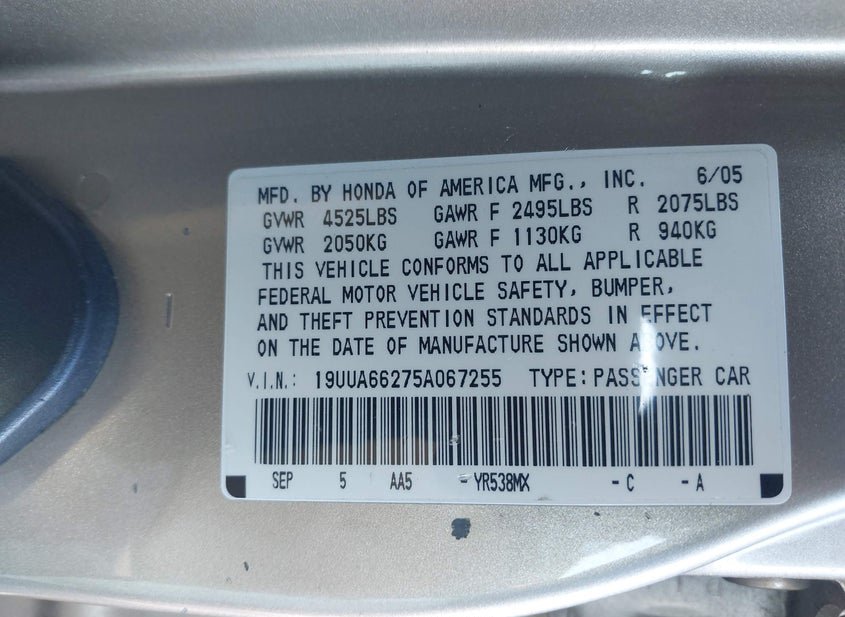 MFD. BY HONDA OF AMERICA MFG., INC. 6/05
GVWR 4525LBS GAWR F 2495LBS R 2075LBS
GVWR 2050KG GAWR F 1130KG R 940KG
THIS VEHICLE CONFORMS TO ALL APPLICABLE
FEDERAL MOTOR VEHICLE SAFETY, BUMPER,
AND THEFT PREVENTION STANDARDS IN EFFECT
ON THE DATE OF MANUFACTURE SHOWN ABOVE.
V.I.N.: 19UUA66275A067255 TYPE: PASSENGER CAR
SEP 5 AA5 -YR538MX -C -A